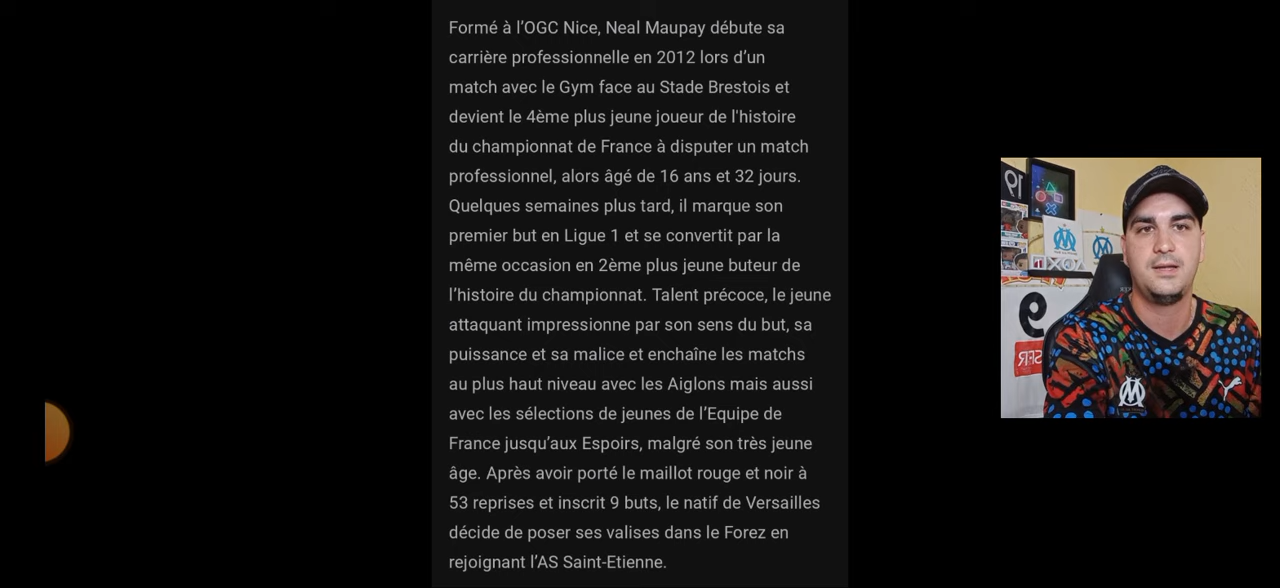 Formé à l’OGC Nice, Neal Maupay débute sa
carrière professionnelle en 2012 lors d’un
match avec le Gym face au Stade Brestois et
devient le 4ème plus jeune joueur de l'histoire
du championnat de France à disputer un match
professionnel, alors âgé de 16 ans et 32 jours.
Quelques semaines plus tard, il marque son
premier but en Ligue 1 et se convertit par la
même occasion en 2ème plus jeune buteur de
l’histoire du championnat. Talent précoce, le jeune
attaquant impressionne par son sens du but, sa
puissance et sa malice et enchaîne les matchs
au plus haut niveau avec les Aiglons mais aussi
avec les sélections de jeunes de l’Equipe de
France jusqu’aux Espoirs, malgré son très jeune
âge. Après avoir porté le maillot rouge et noir à
53 reprises et inscrit 9 buts, le natif de Versailles
décide de poser ses valises dans le Forez en
rejoignant l’AS Saint-Etienne.